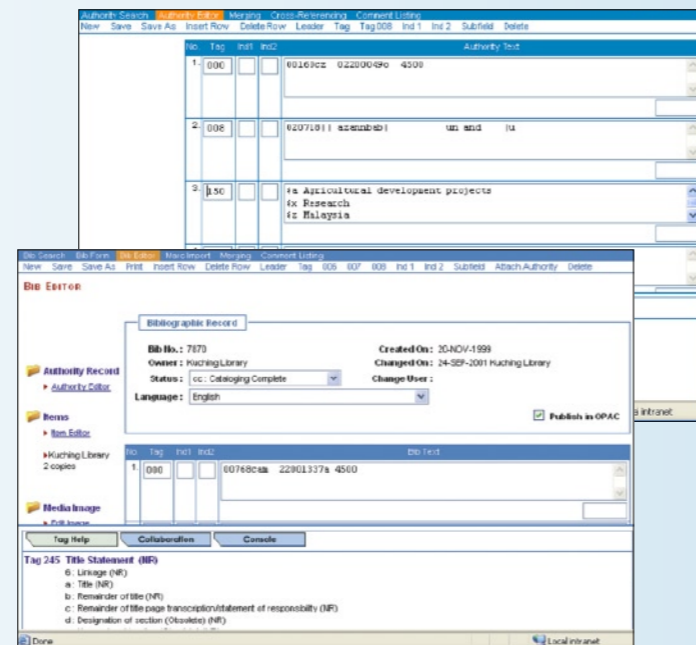 Authority Search Authority Editor Merging Cross-Referencing Comment Listing
New Save Save As Insert Row Delete Row Leader Tag Tag 008 Ind 1 Ind 2 Subfield Delete
No. Tag Ind1 Ind2 Authority Text
1. 000 00169cz 02200049o 4500
2. 008 020718|| azannbab| un and |u
3. 150 ‡a Agricultural development projects
‡x Research
‡z Malaysia
Bib Search Bib Form Bib Editor Marc Import Merging Comment Listing
New Save Save As Print Insert Row Delete Row Leader Tag 006 007 008 Ind 1 Ind 2 Subfield Attach Authority Delete
BIB EDITOR
Bibliographic Record
Bib No. : 7870 Created On : 20-NOV-1999
Owner : Kuching Library Changed On : 24-SEP-2001 Kuching Library
Status : cc : Cataloging Complete Change User :
Language : English
Publish in OPAC
Authority Record
Authority Editor
Items
Item Editor
Kuching Library
2 copies
Media Image
Edit Image
No. Tag Ind1 Ind2 Bib Text
1. 000 00768cam 22001337a 4500
Tag Help Collaboration Console
Tag 245 Title Statement (NR)
6 : Linkage (NR)
a : Title (NR)
b : Remainder of title (NR)
c : Remainder of title page transcription/statement of responsibility (NR)
d : Designation of section (Obsolete) (NR)
Done Local intranet
intranet